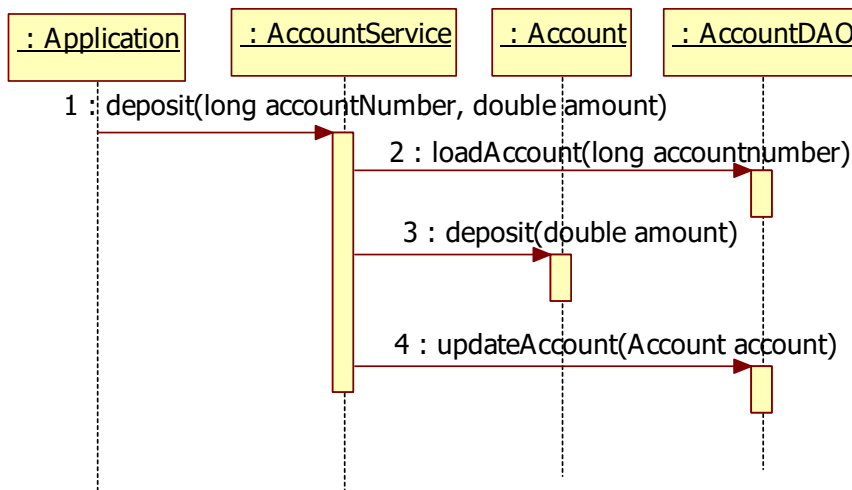 : Application
: AccountService
: Account
: AccountDAO
1 : deposit(long accountNumber, double amount)
2 : loadAccount(long accountnumber)
3 : deposit(double amount)
4 : updateAccount(Account account)